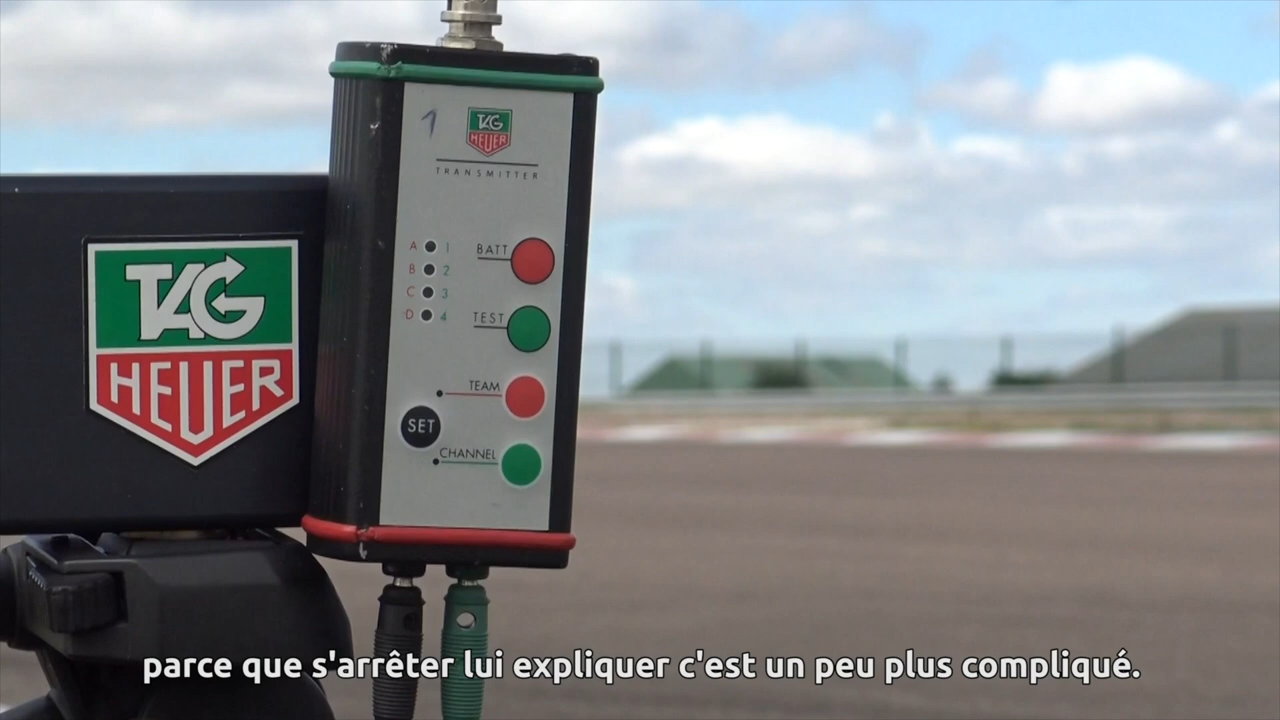 1
TAG
HEUER
TRANSMITTER
A 1
B 2
C 3
D 4
BATT
TEST
TEAM
SET
CHANNEL
TAG
HEUER
parce que s'arrêter lui expliquer c'est un peu plus compliqué.